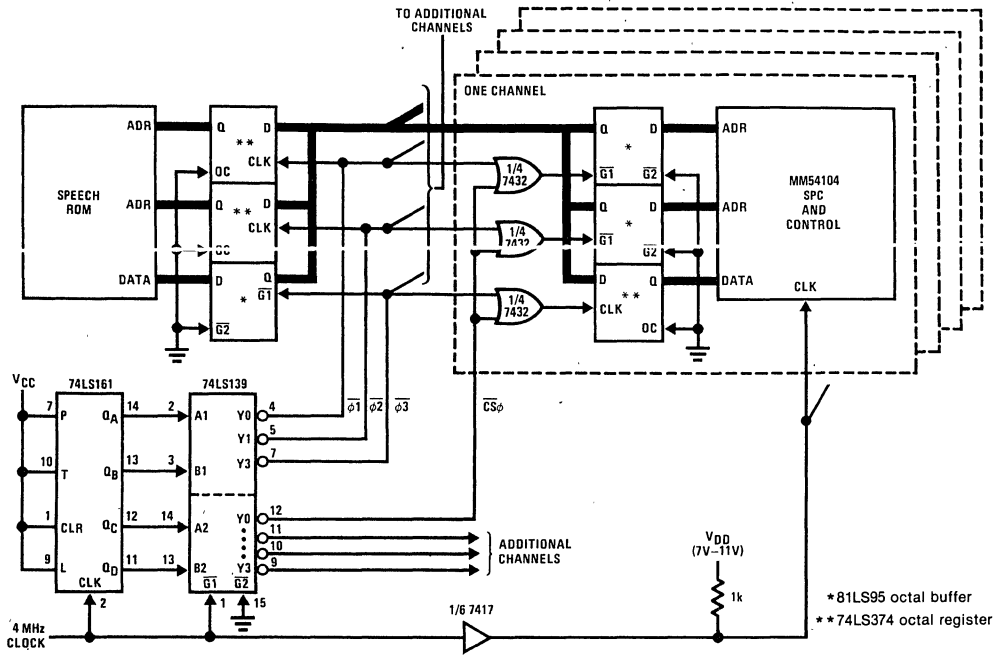 TO ADDITIONAL
CHANNELS
ONE CHANNEL
SPEECH
ROM
ADR
ADR
DATA
Q D
**
CLK
OC
Q D
**
CLK
OC
D Q
*
G1
G2
1/4
7432
1/4
7432
1/4
7432
Q D
*
G1 G2
Q D
*
G1
G2
D Q
**
CLK
OC
ADR
ADR
DATA
MM54104
SPC
AND
CONTROL
CLK
VCC
74LS161
74LS139
7 P QA 14
10 T QB 13
1 CLR QC 12
9 L QD 11
CLK
2
2 A1 Y0 4
Y1 5
3 B1 Y3 7
14 A2 Y0 12
11
10
13 B2 Y3 9
G1 G2
1 15
φ1 φ2 φ3
CSφ
ADDITIONAL
CHANNELS
VDD
(7V–11V)
1k
1/6 7417
4 MHz
CLOCK
*81LS95 octal buffer
**74LS374 octal register